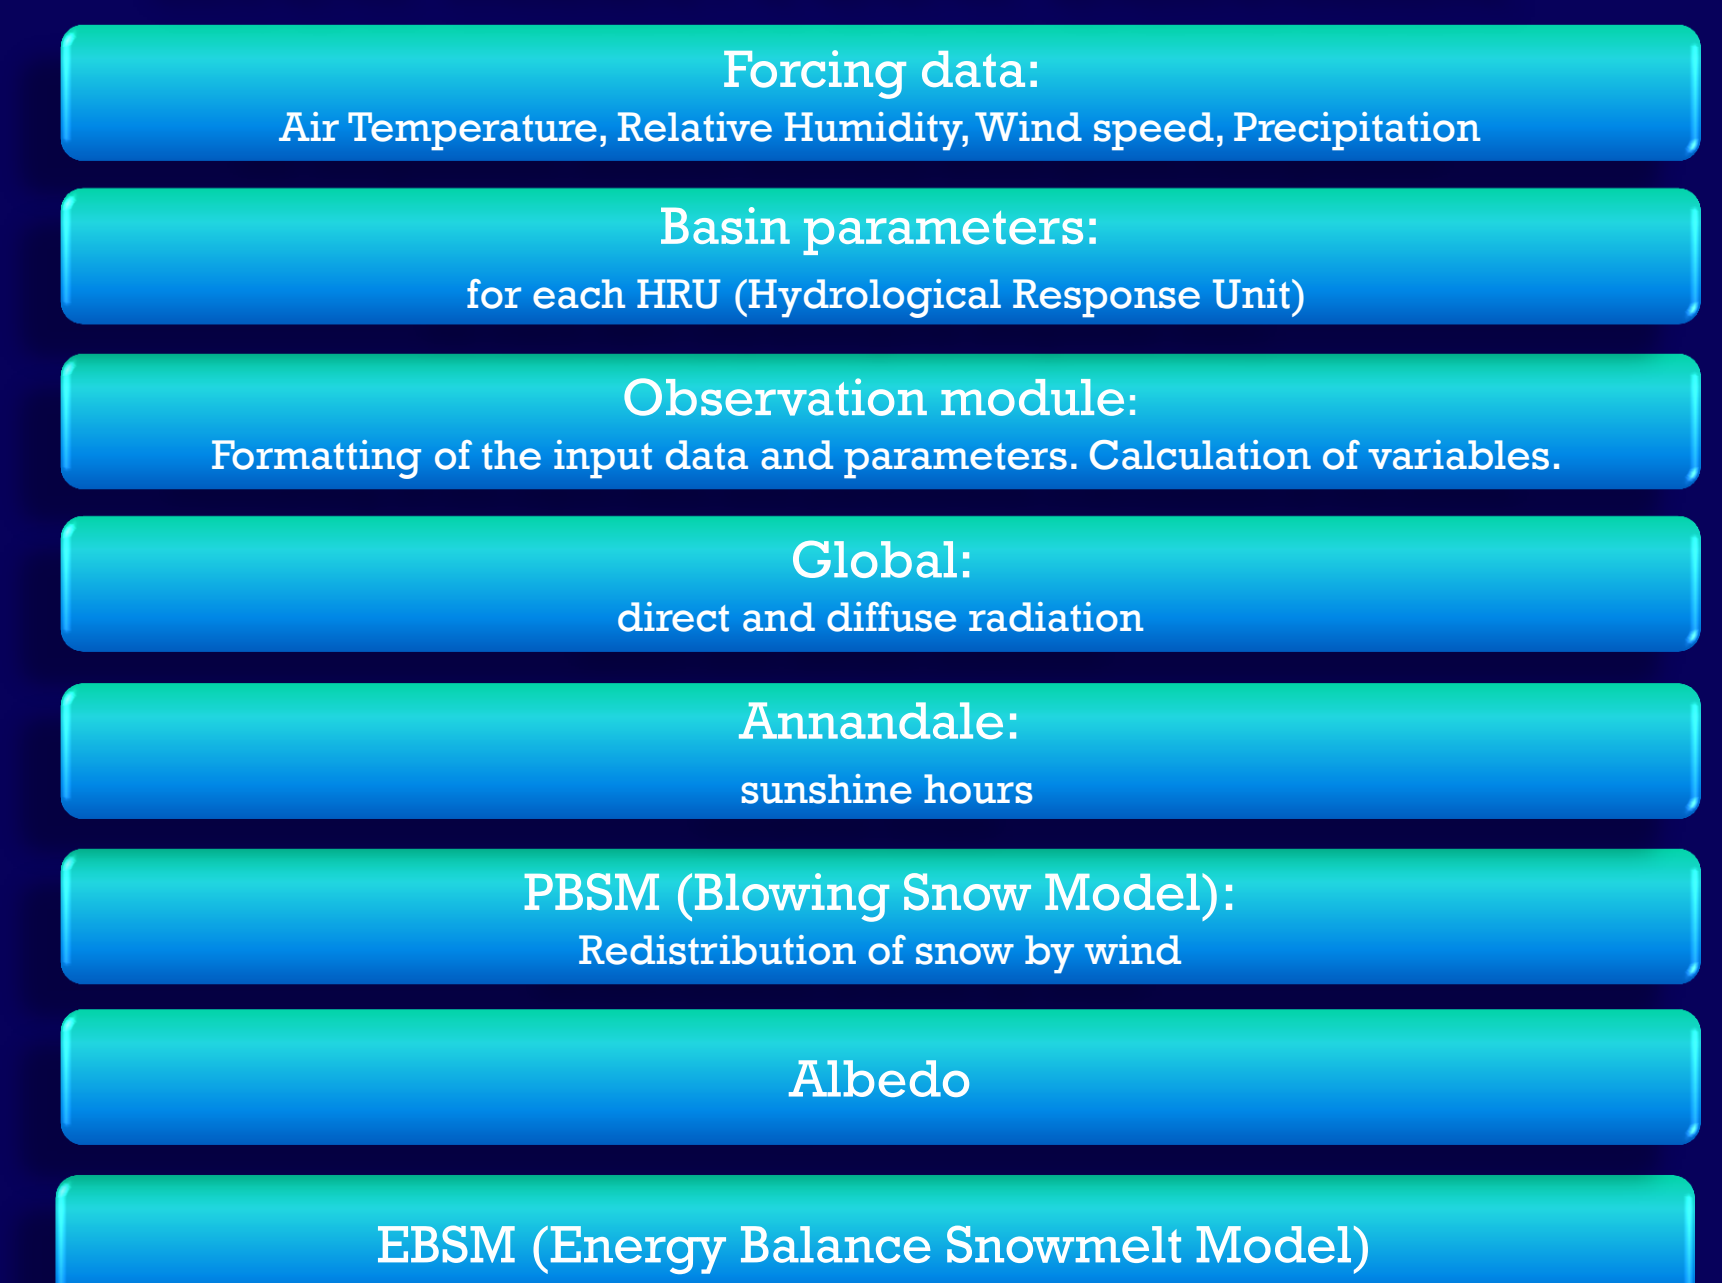 Forcing data:
Air Temperature, Relative Humidity, Wind speed, Precipitation
Basin parameters:
for each HRU (Hydrological Response Unit)
Observation module:
Formatting of the input data and parameters. Calculation of variables.
Global:
direct and diffuse radiation
Annandale:
sunshine hours
PBSM (Blowing Snow Model):
Redistribution of snow by wind
Albedo
EBSM (Energy Balance Snowmelt Model)